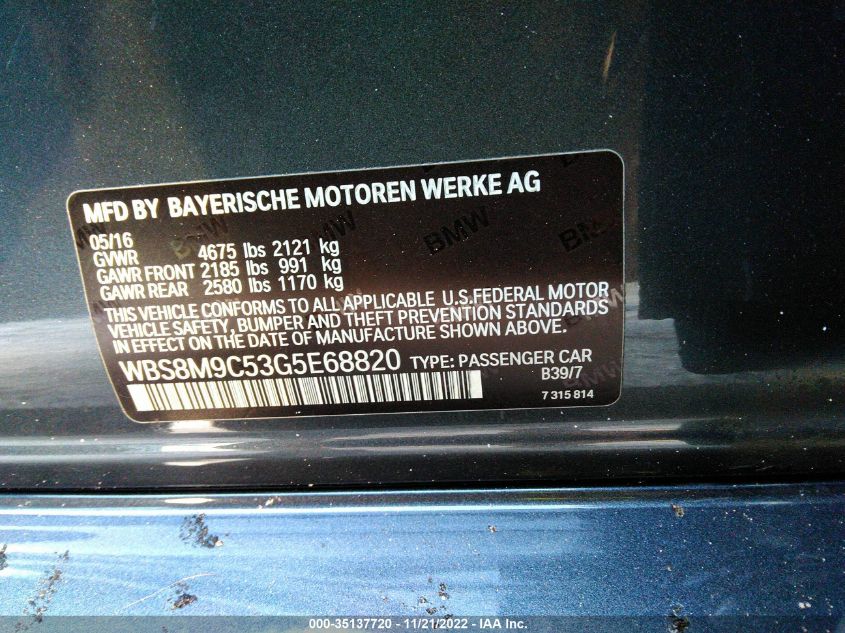 MFD BY BAYERISCHE MOTOREN WERKE AG
05/16
GVWR 4675 lbs 2121 kg
GAWR FRONT 2185 lbs 991 kg
GAWR REAR 2580 lbs 1170 kg
THIS VEHICLE CONFORMS TO ALL APPLICABLE U.S.FEDERAL MOTOR
VEHICLE SAFETY, BUMPER AND THEFT PREVENTION STANDARDS
IN EFFECT ON THE DATE OF MANUFACTURE SHOWN ABOVE.
WBS8M9C53G5E68820 TYPE: PASSENGER CAR
B39/7
7 315 814
BMW
BMW
000-35137720 - 11/21/2022 - IAA Inc.